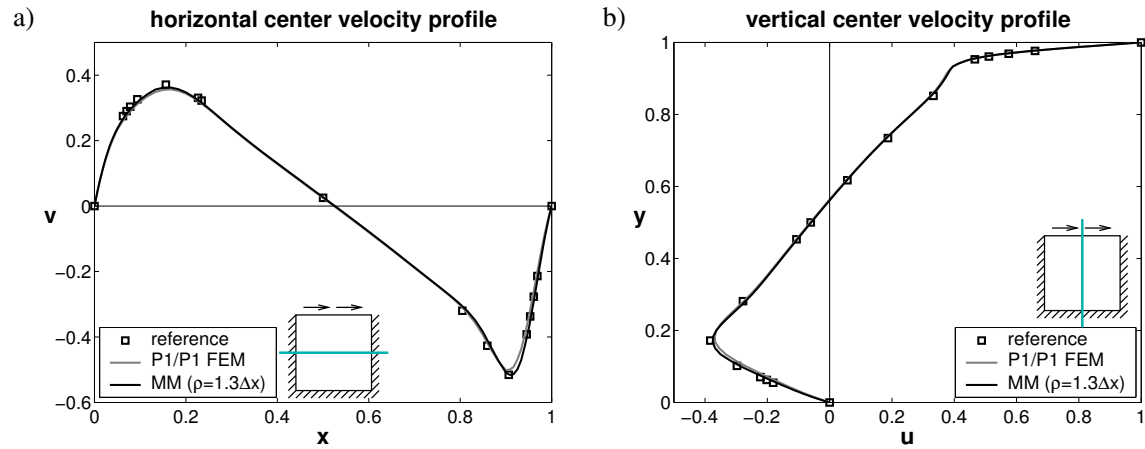 a)
horizontal center velocity profile
0.4
0.2
0
−0.2
−0.4
−0.6
v
0
0.2
0.4
0.6
0.8
1
x
reference
P1/P1 FEM
MM (ρ=1.3Δx)
b)
vertical center velocity profile
1
0.8
0.6
0.4
0.2
0
y
−0.4
−0.2
0
0.2
0.4
0.6
0.8
1
u
reference
P1/P1 FEM
MM (ρ=1.3Δx)